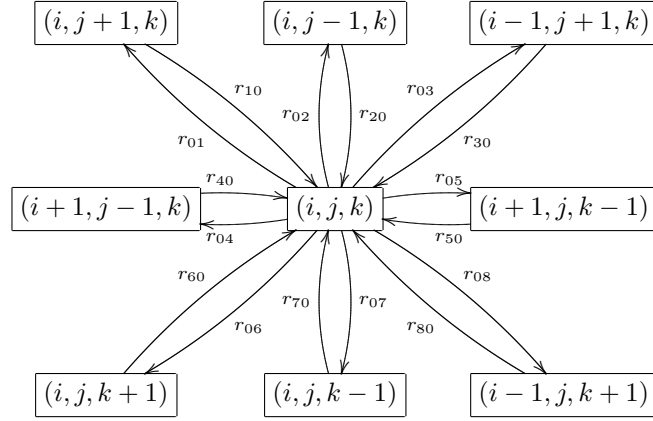 (i, j + 1, k) (i, j − 1, k) (i − 1, j + 1, k)
r₁₀ r₀₃
r₀₂ r₂₀
r₀₁ r₃₀
r₄₀ r₀₅
(i + 1, j − 1, k) (i, j, k) (i + 1, j, k − 1)
r₀₄ r₅₀
r₆₀ r₀₈
r₇₀ r₀₇
r₀₆ r₈₀
(i, j, k + 1) (i, j, k − 1) (i − 1, j, k + 1)